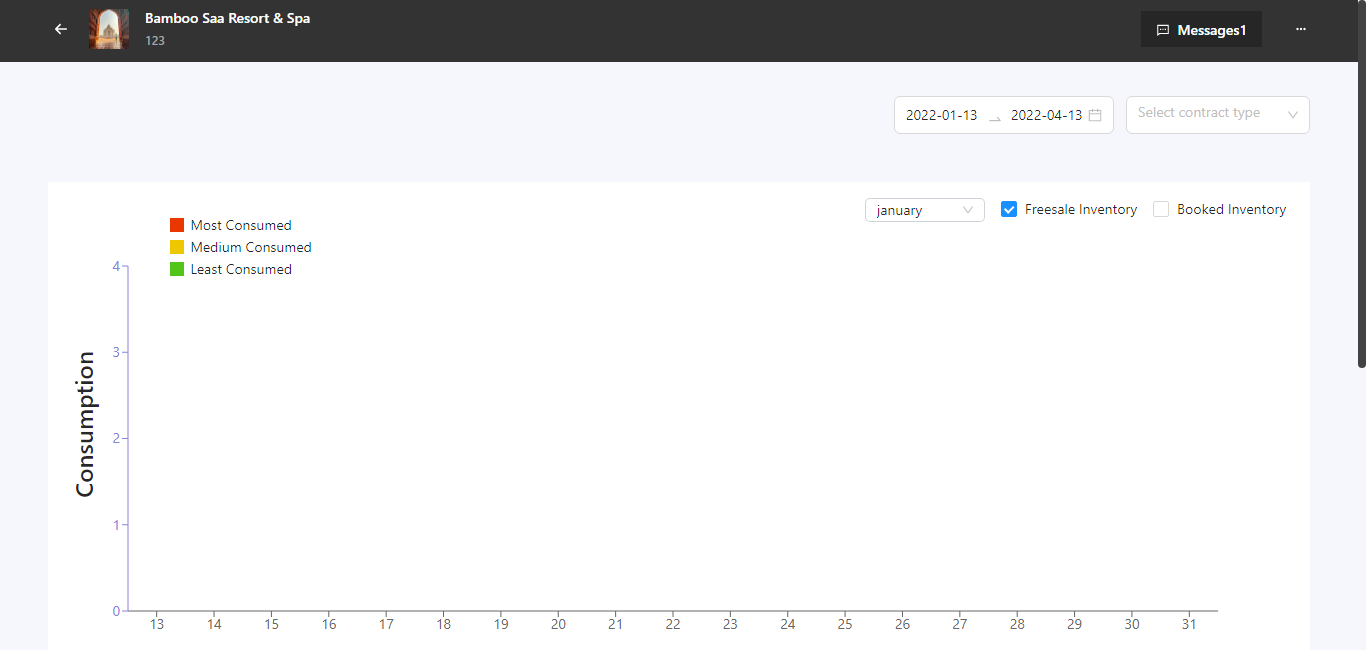 Bamboo Saa Resort & Spa
123
Messages1
2022-01-13
2022-04-13
Select contract type
january
Freesale Inventory
Booked Inventory
Most Consumed
Medium Consumed
Least Consumed
Consumption
4
3
2
1
0
13 14 15 16 17 18 19 20 21 22 23 24 25 26 27 28 29 30 31